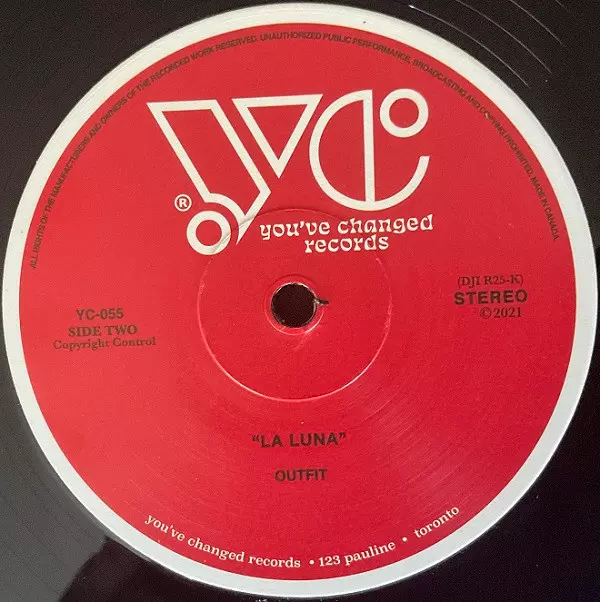 ALL RIGHTS OF THE MANUFACTURERS AND OWNERS OF THE RECORDED WORK RESERVED. UNAUTHORIZED PUBLIC PERFORMANCE, BROADCASTING AND COPYING PROHIBITED. MADE IN CANADA
yc
®
you've changed
records
YC-055
SIDE TWO
Copyright Control
(DJI R25-K)
STEREO
©2021
"LA LUNA"
OUTFIT
you've changed records • 123 pauline • toronto